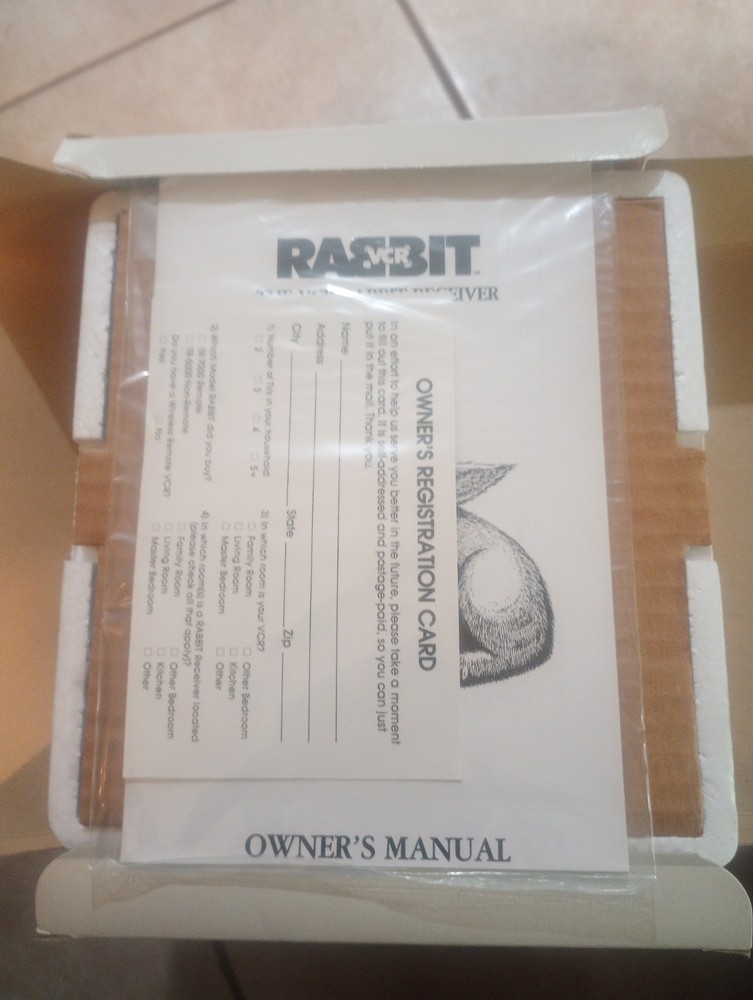 RABBIT
VCR
RECEIVER
OWNER'S REGISTRATION CARD
In an effort to help us serve you better in the future, please take a moment
to fill out this card. It is self-addressed and postage-paid, so you can just
put it in the mail. Thank you.
Name
Address
City State Zip
1) Number of TVs in your household:
□ 2 □ 3 □ 4 □ 5+
2) Which Model RABBIT did you buy?
□ Remote
□ Non-Remote
Do you have a Wireless Remote VCR?
□ Yes □ No
3) In which room is your VCR?
□ Family Room □ Other Bedroom
□ Living Room □ Kitchen
□ Master Bedroom □ Other
4) In which room(s) is a RABBIT Receiver located
(please check all that apply)?
□ Family Room □ Other Bedroom
□ Living Room □ Kitchen
□ Master Bedroom □ Other
OWNER'S MANUAL